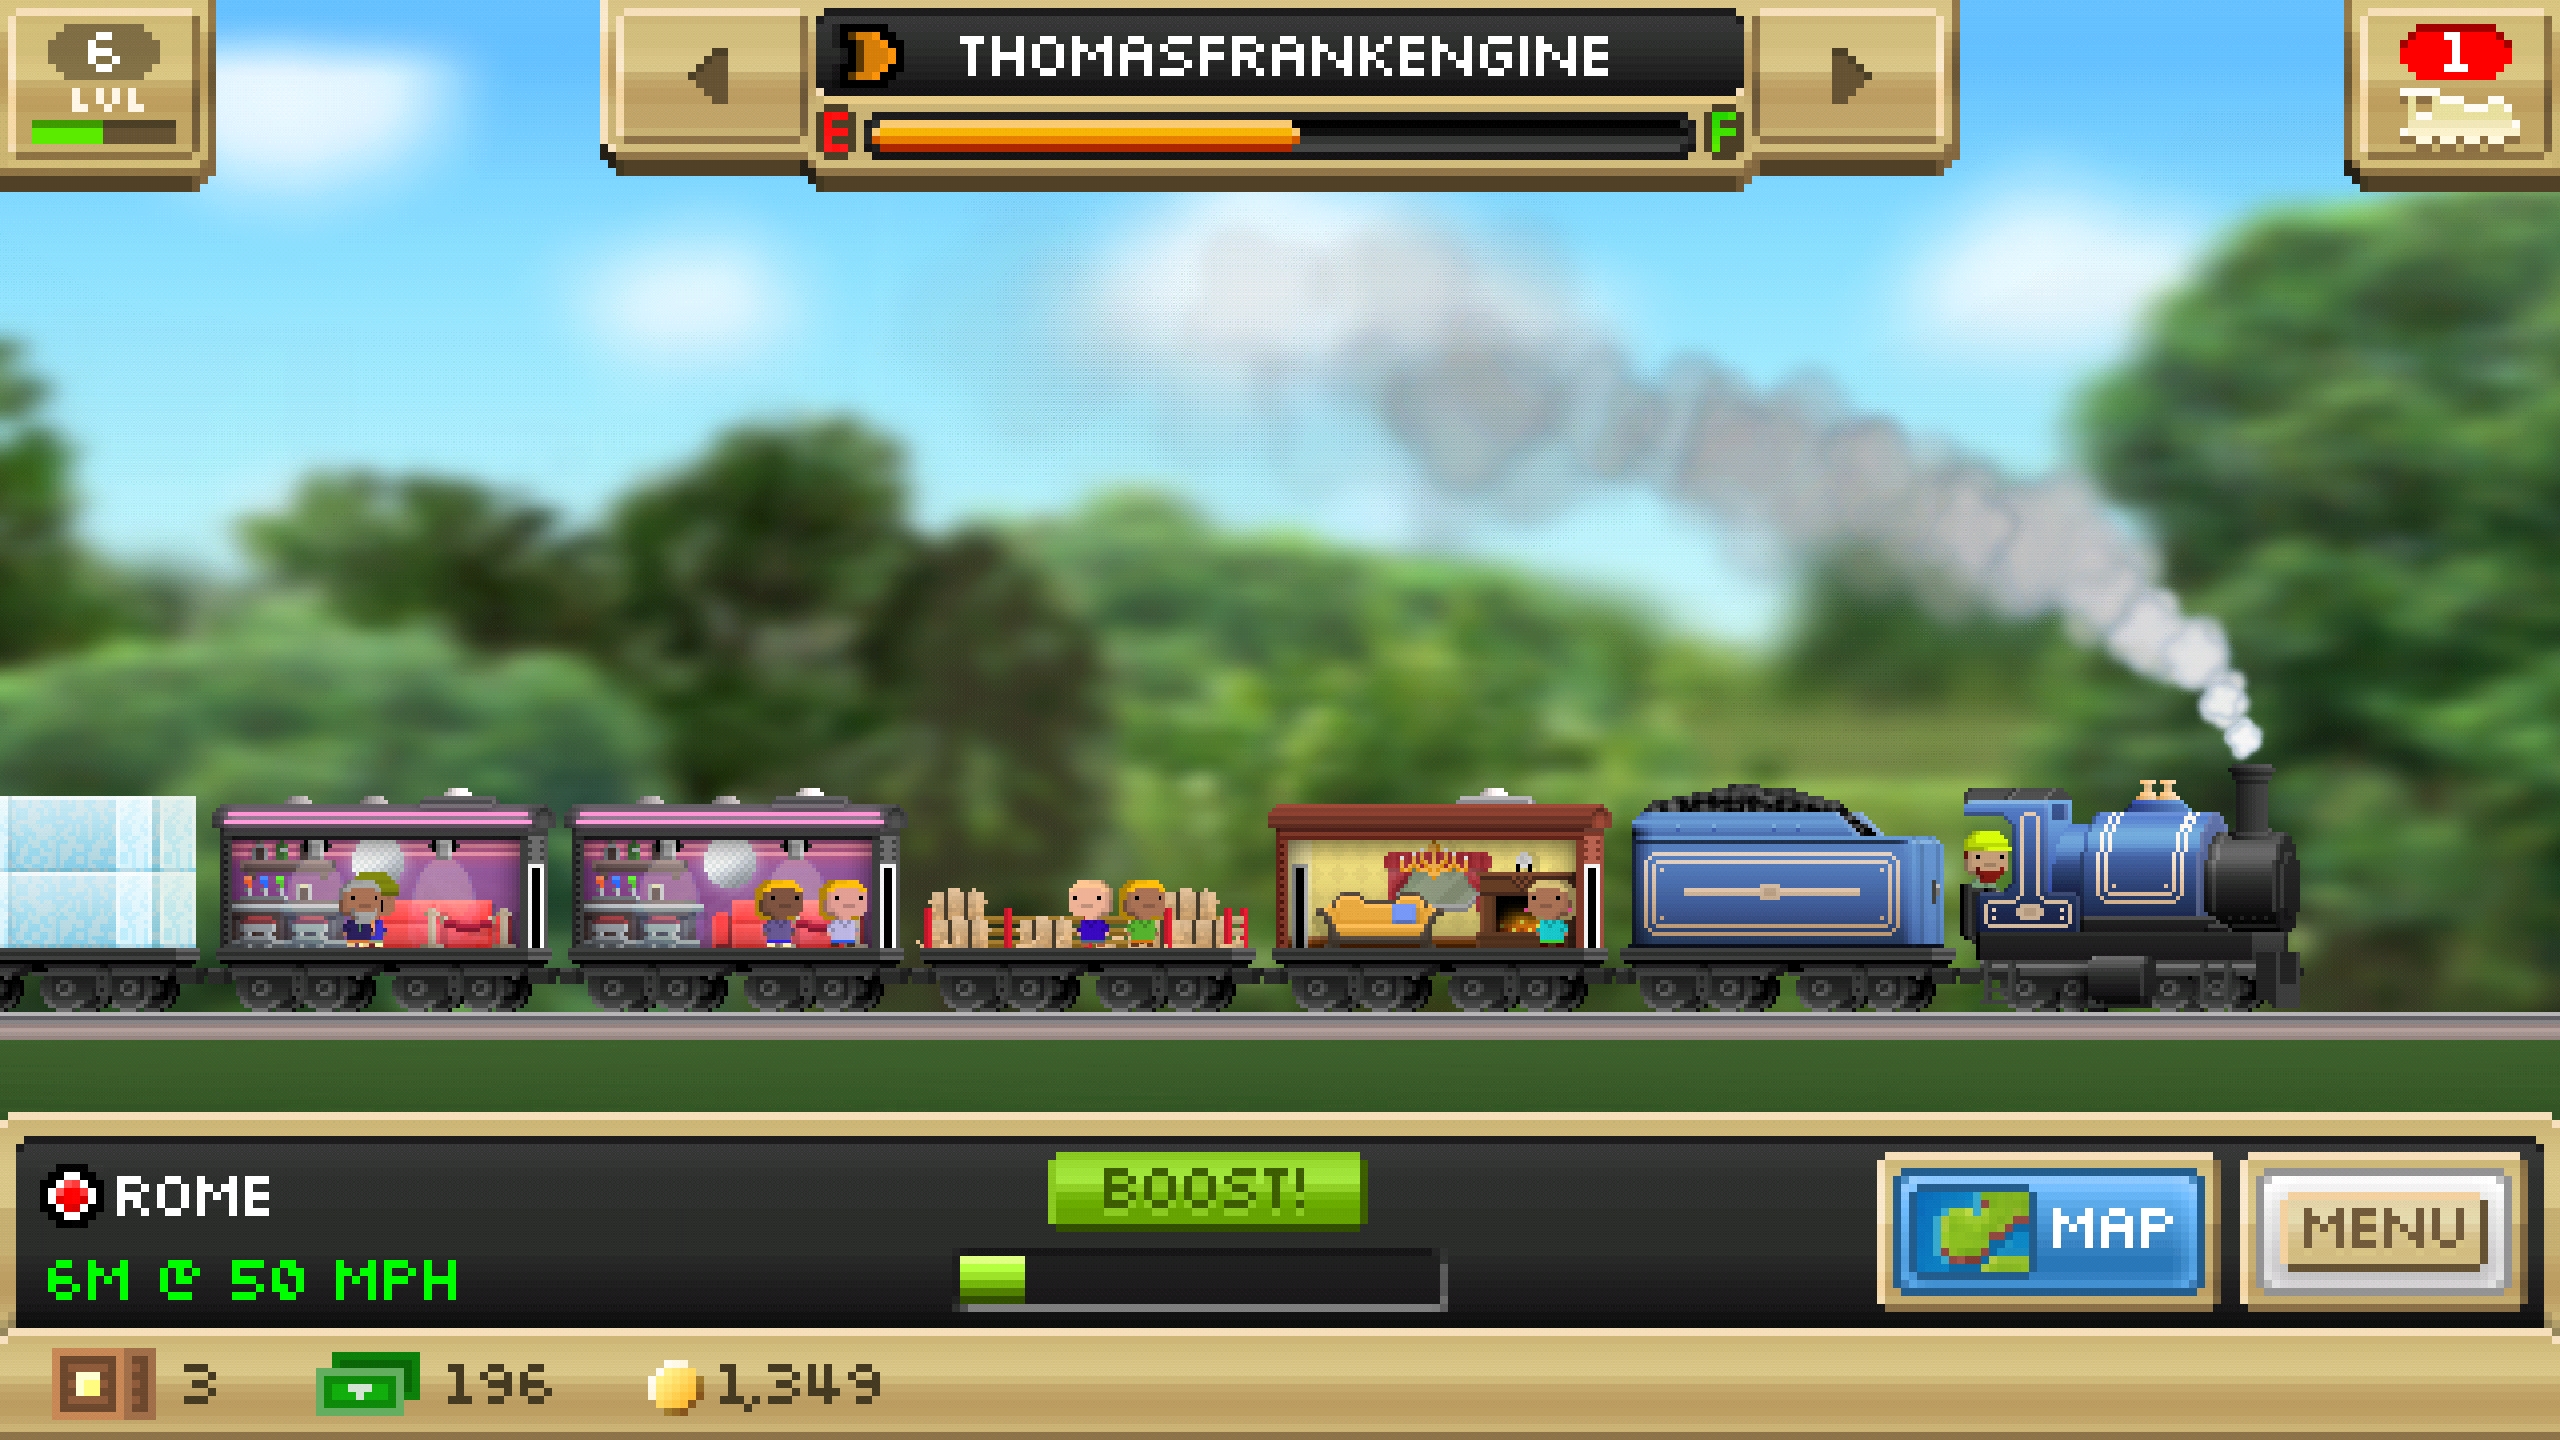 6
LVL
THOMASFRANKENGINE
E F
1
ROME
BOOST!
6M @ 50 MPH
MAP
MENU
3 196 1,349